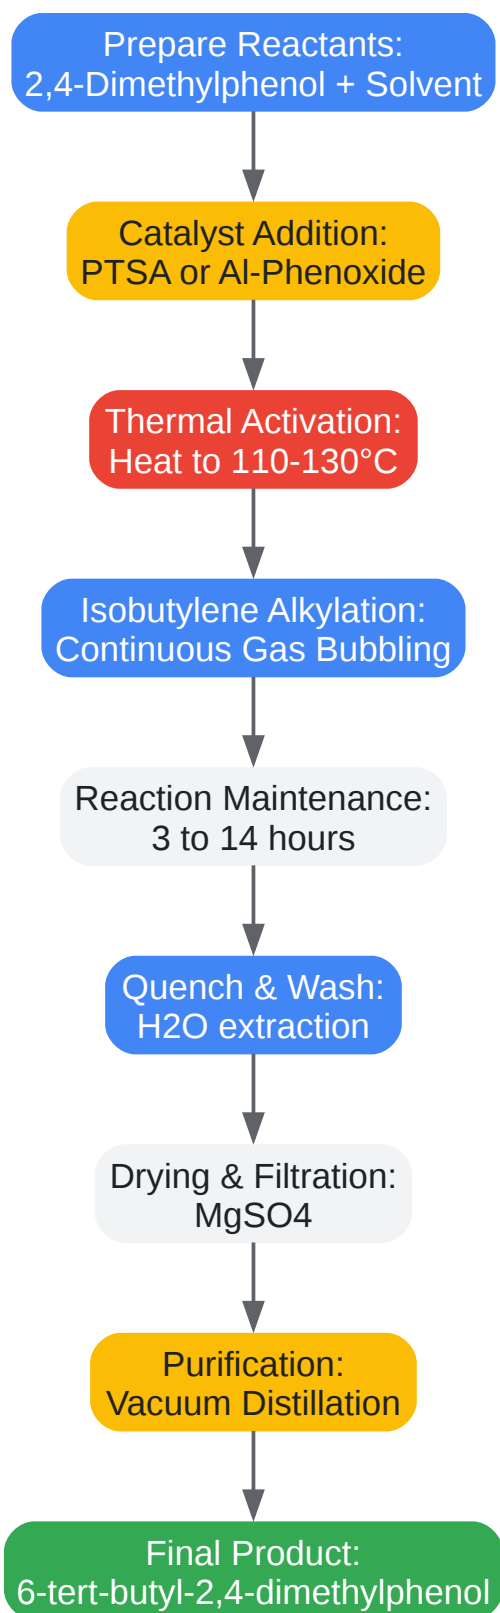 Prepare Reactants:
2,4-Dimethylphenol + Solvent
Catalyst Addition:
PTSA or Al-Phenoxide
Thermal Activation:
Heat to 110-130°C
Isobutylene Alkylation:
Continuous Gas Bubbling
Reaction Maintenance:
3 to 14 hours
Quench & Wash:
H2O extraction
Drying & Filtration:
MgSO4
Purification:
Vacuum Distillation
Final Product:
6-tert-butyl-2,4-dimethylphenol